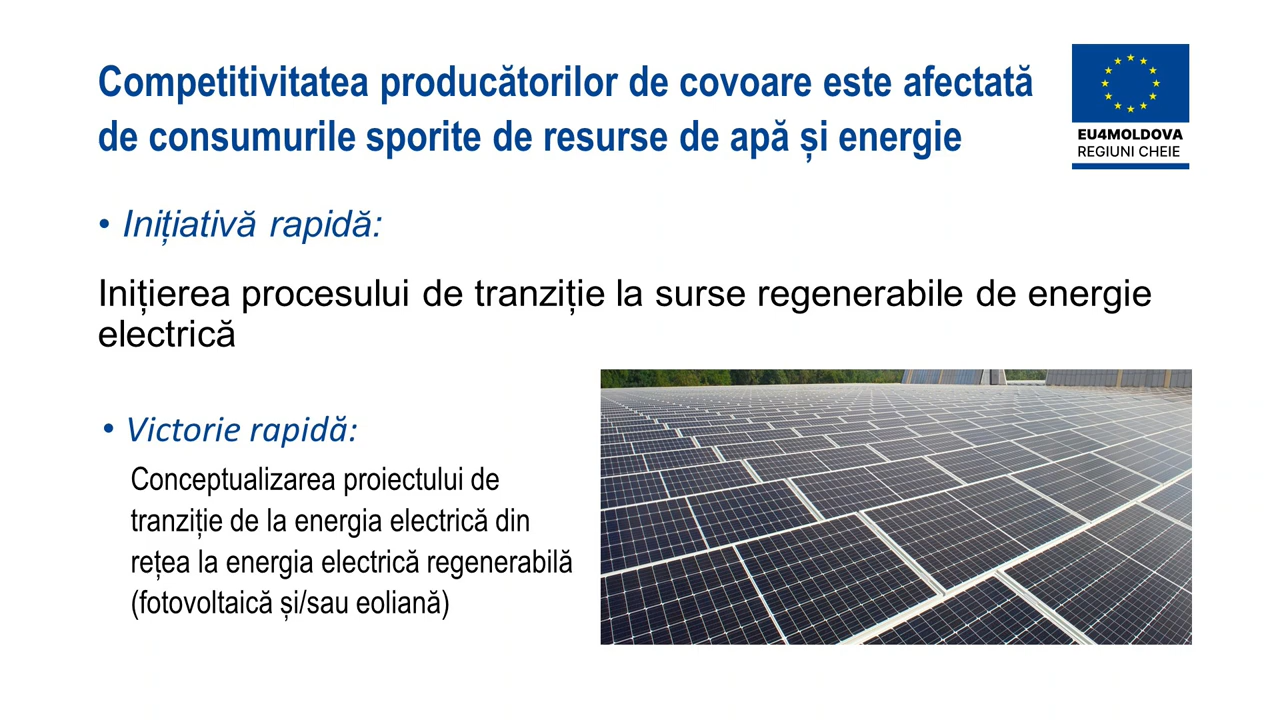 Competitivitatea producătorilor de covoare este afectată
de consumurile sporite de resurse de apă și energie
EU4MOLDOVA
REGIUNI CHEIE
• Inițiativă rapidă:
Inițierea procesului de tranziție la surse regenerabile de energie
electrică
• Victorie rapidă:
Conceptualizarea proiectului de
tranziție de la energia electrică din
rețea la energia electrică regenerabilă
(fotovoltaică și/sau eoliană)